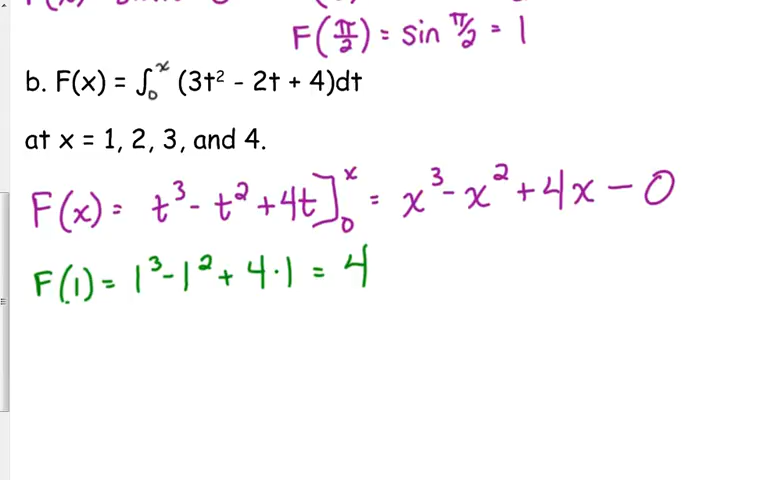 F(π/2) = sin π/2 = 1
b. F(x) = ∫₀ˣ (3t² - 2t + 4)dt
at x = 1, 2, 3, and 4.
F(x) = t³ - t² + 4t]₀ˣ = x³ - x² + 4x - 0
F(1) = 1³ - 1² + 4·1 = 4